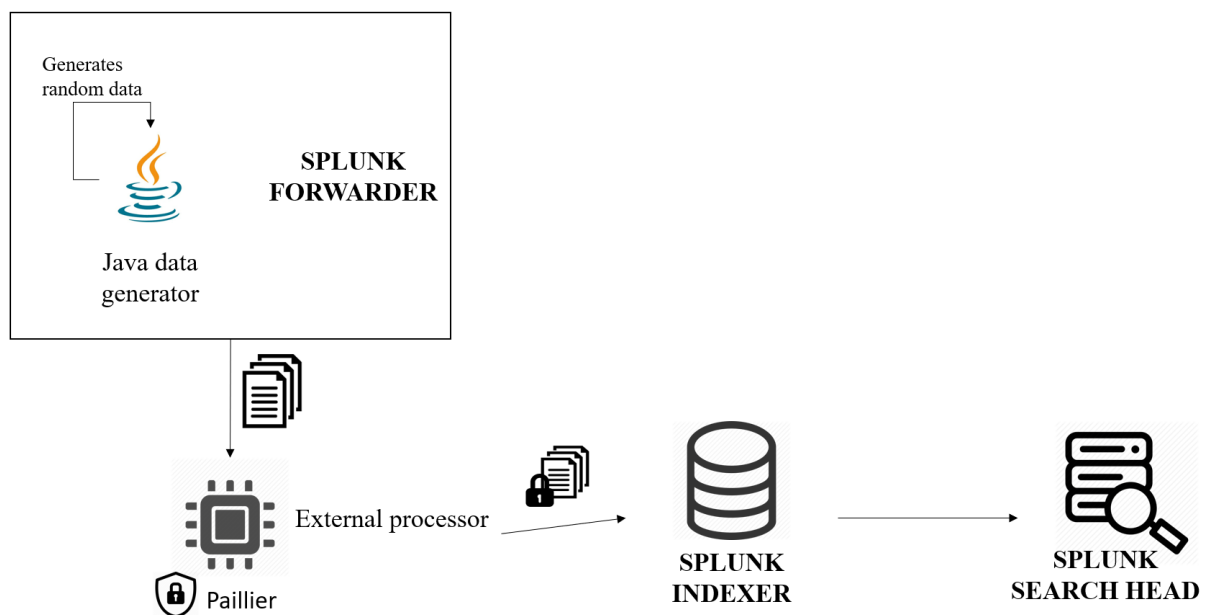 Generates
random data
SPLUNK
FORWARDER
Java data
generator
External processor
Paillier
SPLUNK
INDEXER
SPLUNK
SEARCH HEAD